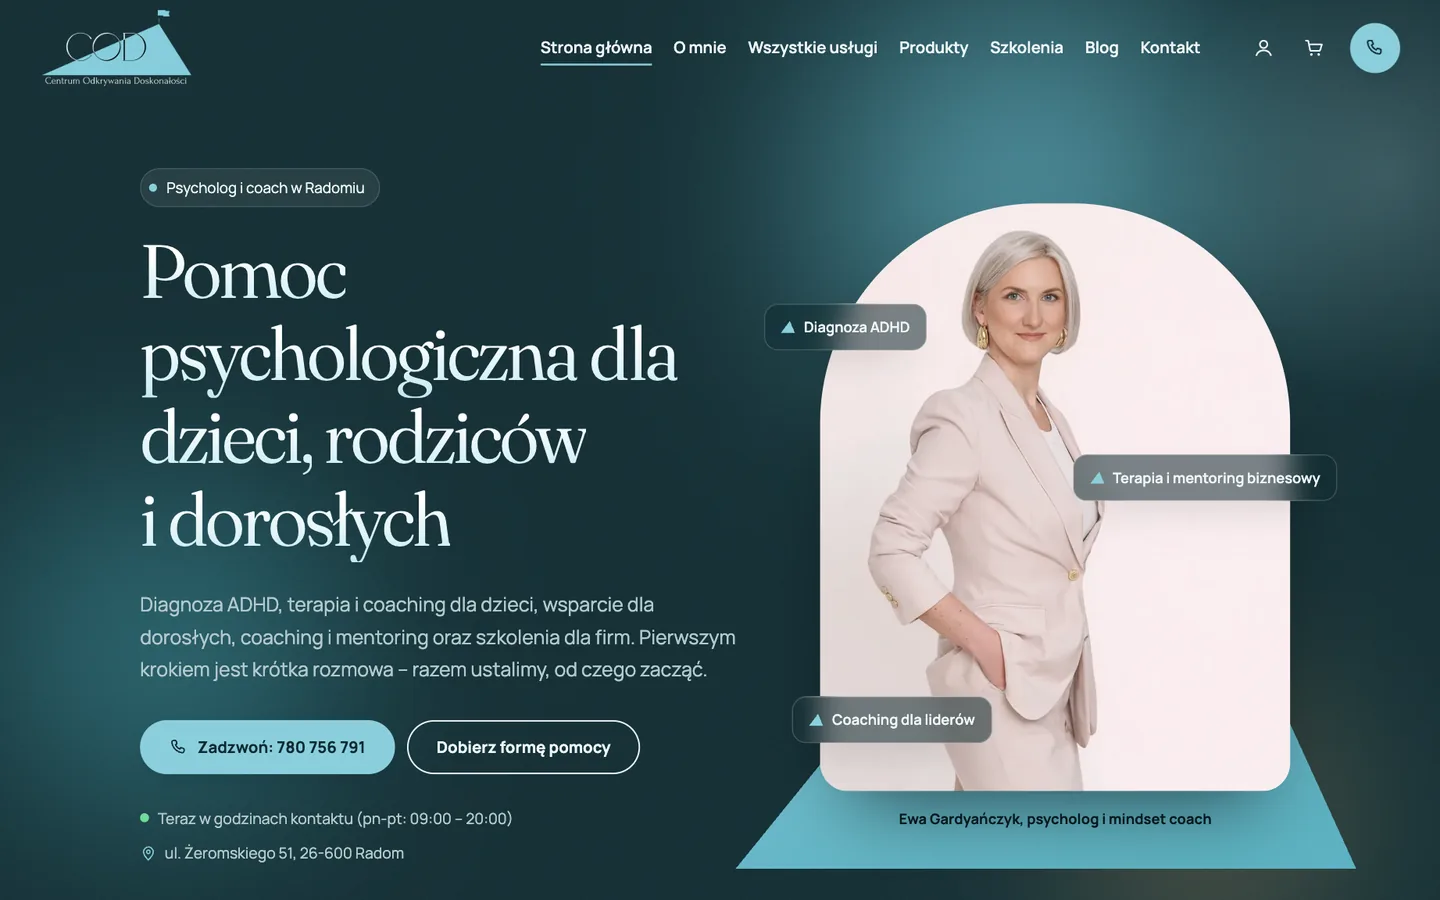 COD
Centrum Odkrywania Doskonałości
Strona główna
O mnie
Wszystkie usługi
Produkty
Szkolenia
Blog
Kontakt
Psycholog i coach w Radomiu
Pomoc
psychologiczna dla
dzieci, rodziców
i dorosłych
Diagnoza ADHD, terapia i coaching dla dzieci, wsparcie dla
dorosłych, coaching i mentoring oraz szkolenia dla firm. Pierwszym
krokiem jest krótka rozmowa – razem ustalimy, od czego zacząć.
Zadzwoń: 780 756 791
Dobierz formę pomocy
Teraz w godzinach kontaktu (pn-pt: 09:00 – 20:00)
ul. Żeromskiego 51, 26-600 Radom
Diagnoza ADHD
Terapia i mentoring biznesowy
Coaching dla liderów
Ewa Gardyańczyk, psycholog i mindset coach